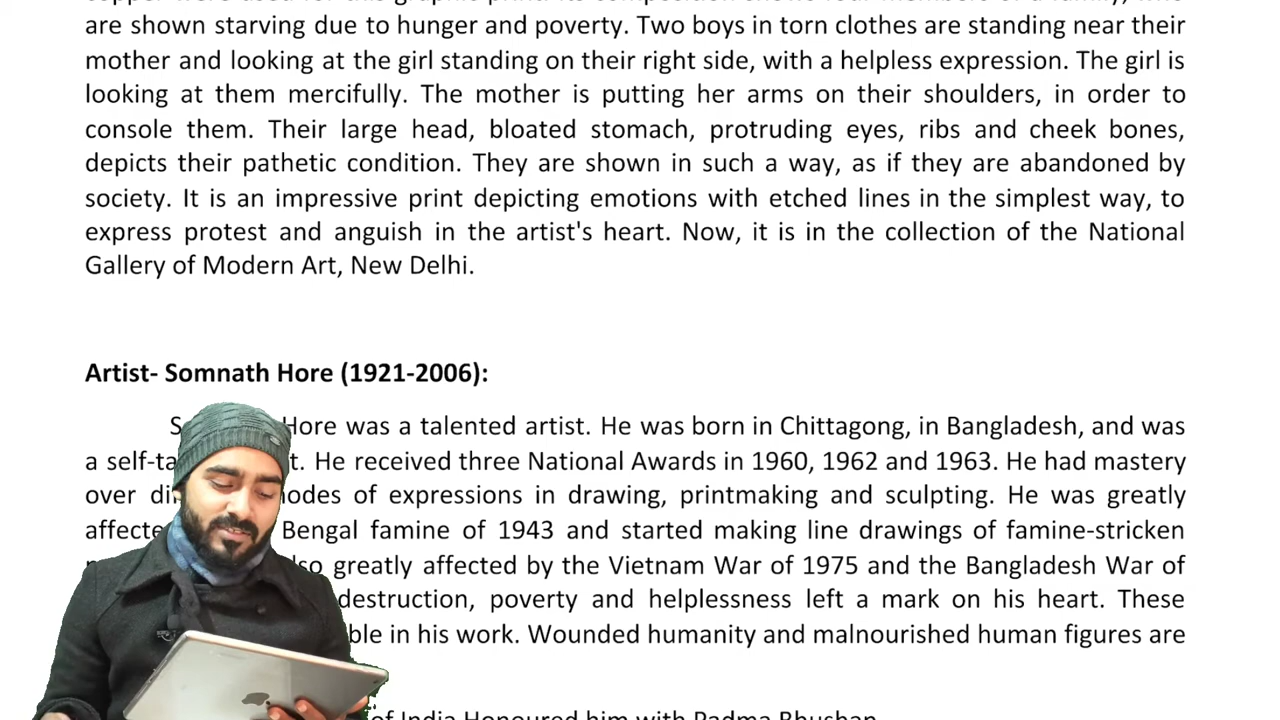 are shown starving due to hunger and poverty. Two boys in torn clothes are standing near their
mother and looking at the girl standing on their right side, with a helpless expression. The girl is
looking at them mercifully. The mother is putting her arms on their shoulders, in order to
console them. Their large head, bloated stomach, protruding eyes, ribs and cheek bones,
depicts their pathetic condition. They are shown in such a way, as if they are abandoned by
society. It is an impressive print depicting emotions with etched lines in the simplest way, to
express protest and anguish in the artist's heart. Now, it is in the collection of the National
Gallery of Modern Art, New Delhi.
Artist- Somnath Hore (1921-2006):
Hore was a talented artist. He was born in Chittagong, in Bangladesh, and was
a self-ta t. He received three National Awards in 1960, 1962 and 1963. He had mastery
over di odes of expressions in drawing, printmaking and sculpting. He was greatly
affecte Bengal famine of 1943 and started making line drawings of famine-stricken
lso greatly affected by the Vietnam War of 1975 and the Bangladesh War of
destruction, poverty and helplessness left a mark on his heart. These
ble in his work. Wounded humanity and malnourished human figures are
of India Honoured him with Padma Bhushan